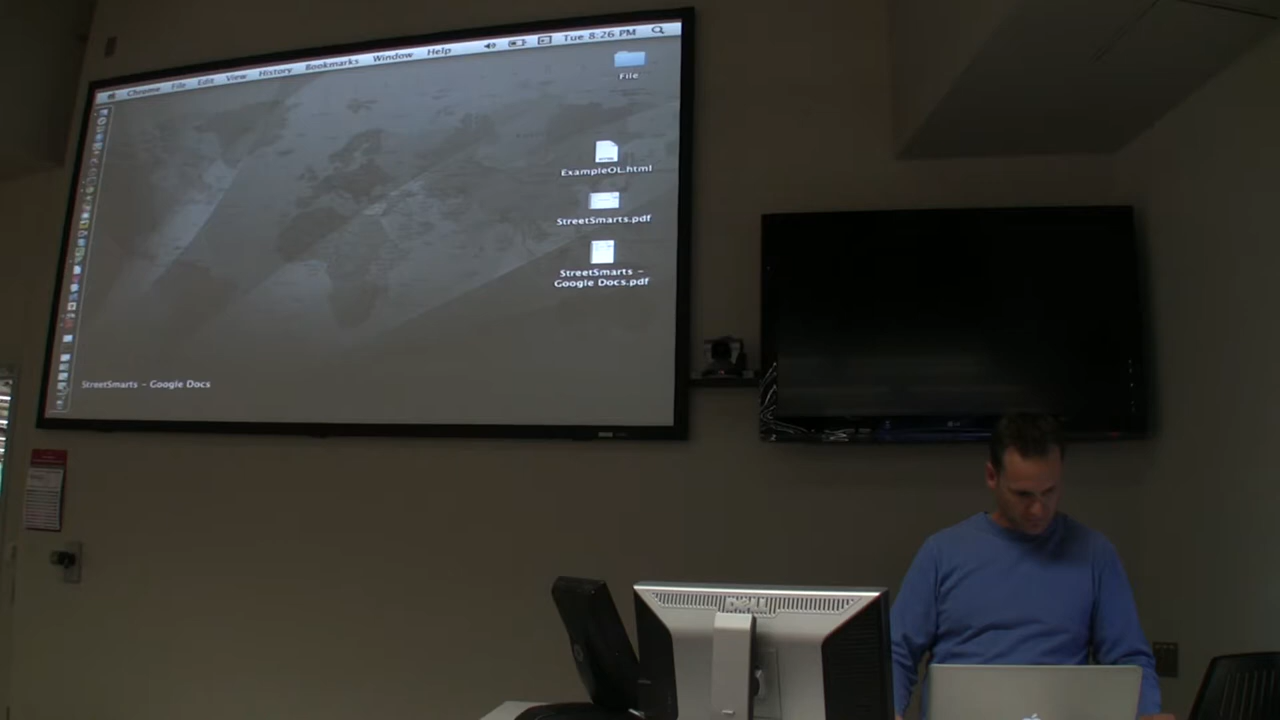 Chrome File Edit View History Bookmarks Window Help Tue 8:26 PM
File
ExampleOL.html
StreetSmarts.pdf
StreetSmarts -
Google Docs.pdf
StreetSmarts - Google Docs
DELL